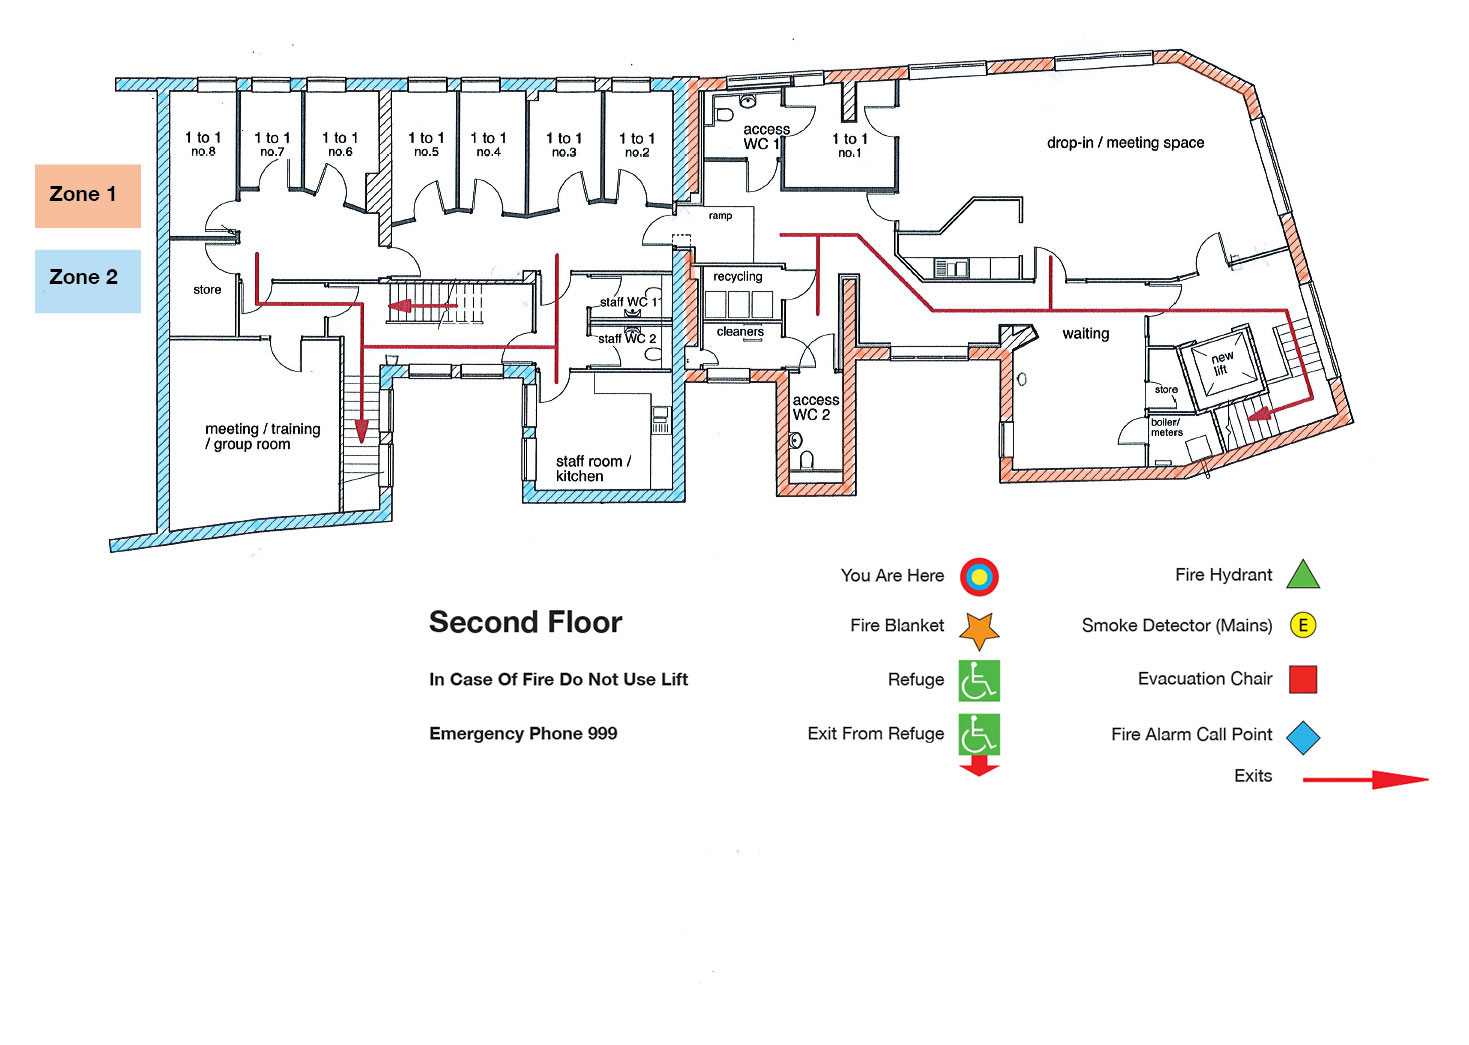 Zone 1
Zone 2
1 to 1
no.8
1 to 1
no.7
1 to 1
no.6
1 to 1
no.5
1 to 1
no.4
1 to 1
no.3
1 to 1
no.2
access
WC 1
1 to 1
no.1
drop-in / meeting space
ramp
store
recycling
staff WC 1
staff WC 2
cleaners
waiting
new
lift
store
access
WC 2
boiler/
meters
meeting / training
/ group room
staff room /
kitchen
Second Floor
In Case Of Fire Do Not Use Lift
Emergency Phone 999
You Are Here
Fire Blanket
Refuge
Exit From Refuge
Fire Hydrant
Smoke Detector (Mains)
E
Evacuation Chair
Fire Alarm Call Point
Exits